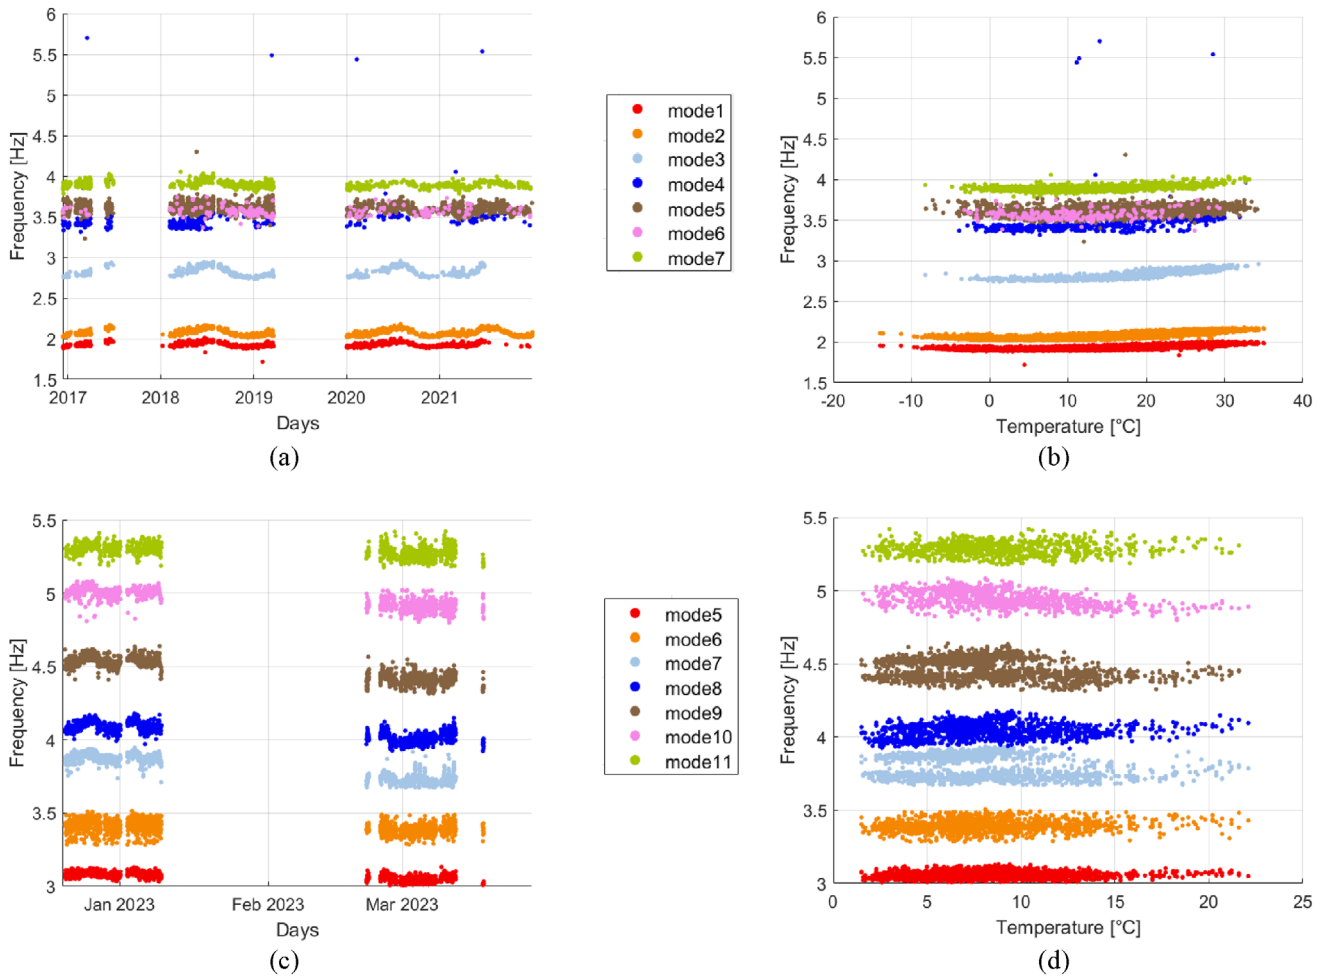 6
5.5
5
4.5
4
3.5
3
2.5
2
1.5
Frequency [Hz]
2017 2018 2019 2020 2021
Days
(a)
mode1
mode2
mode3
mode4
mode5
mode6
mode7
6
5.5
5
4.5
4
3.5
3
2.5
2
1.5
Frequency [Hz]
-20 -10 0 10 20 30 40
Temperature [°C]
(b)
5.5
5
4.5
4
3.5
3
Frequency [Hz]
Jan 2023 Feb 2023 Mar 2023
Days
(c)
mode5
mode6
mode7
mode8
mode9
mode10
mode11
5.5
5
4.5
4
3.5
3
Frequency [Hz]
0 5 10 15 20 25
Temperature [°C]
(d)